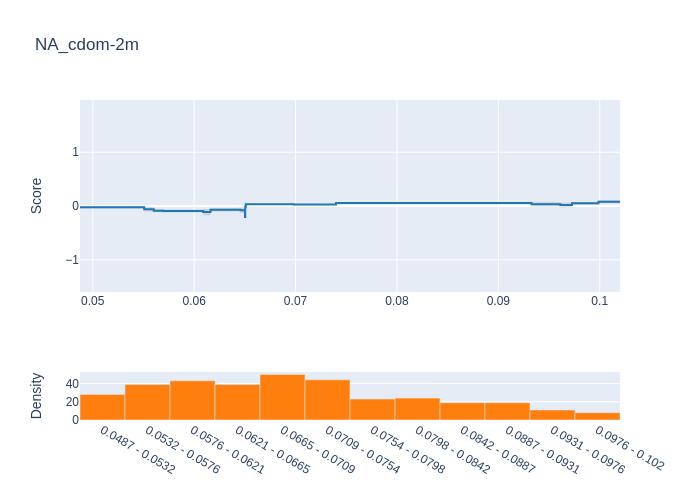 NA_cdom-2m
Score
1
0
−1
0.05
0.06
0.07
0.08
0.09
0.1
Density
40
20
0
0.0487 - 0.0532
0.0532 - 0.0576
0.0576 - 0.0621
0.0621 - 0.0665
0.0665 - 0.0709
0.0709 - 0.0754
0.0754 - 0.0798
0.0798 - 0.0842
0.0842 - 0.0887
0.0887 - 0.0931
0.0931 - 0.0976
0.0976 - 0.102